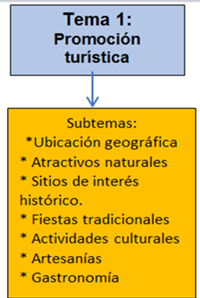 Tema 1:
Promoción
turística
Subtemas:
*Ubicación geográfica
* Atractivos naturales
* Sitios de interés
histórico.
* Fiestas tradicionales
* Actividades culturales
* Artesanías
* Gastronomía